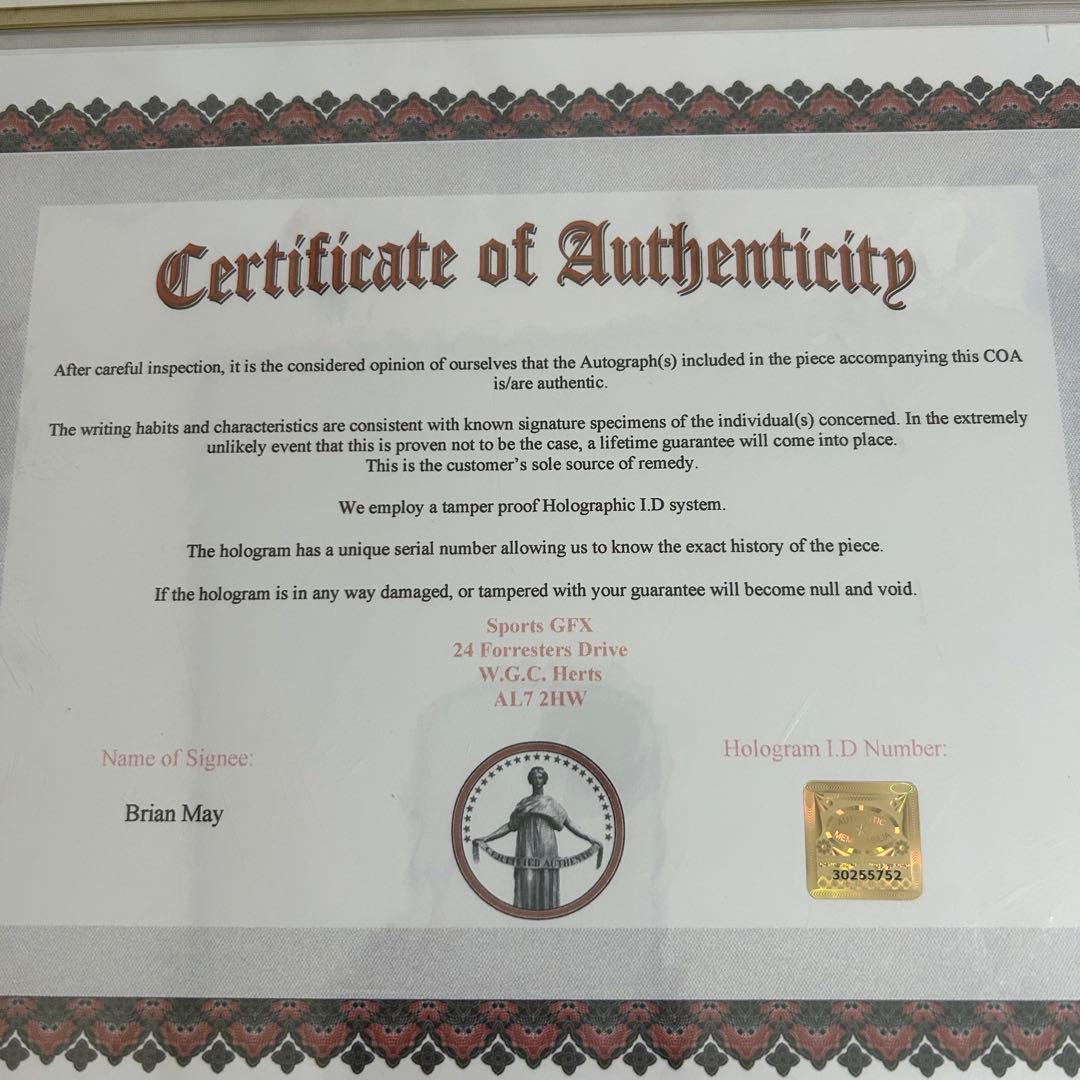 Certificate of Authenticity
After careful inspection, it is the considered opinion of ourselves that the Autograph(s) included in the piece accompanying this COA
is/are authentic.
The writing habits and characteristics are consistent with known signature specimens of the individual(s) concerned. In the extremely
unlikely event that this is proven not to be the case, a lifetime guarantee will come into place.
This is the customer's sole source of remedy.
We employ a tamper proof Holographic I.D system.
The hologram has a unique serial number allowing us to know the exact history of the piece.
If the hologram is in any way damaged, or tampered with your guarantee will become null and void.
Sports GFX
24 Forresters Drive
W.G.C. Herts
AL7 2HW
Name of Signee:
Hologram I.D Number:
Brian May
CERTIFIED AUTHENTIC
30255752